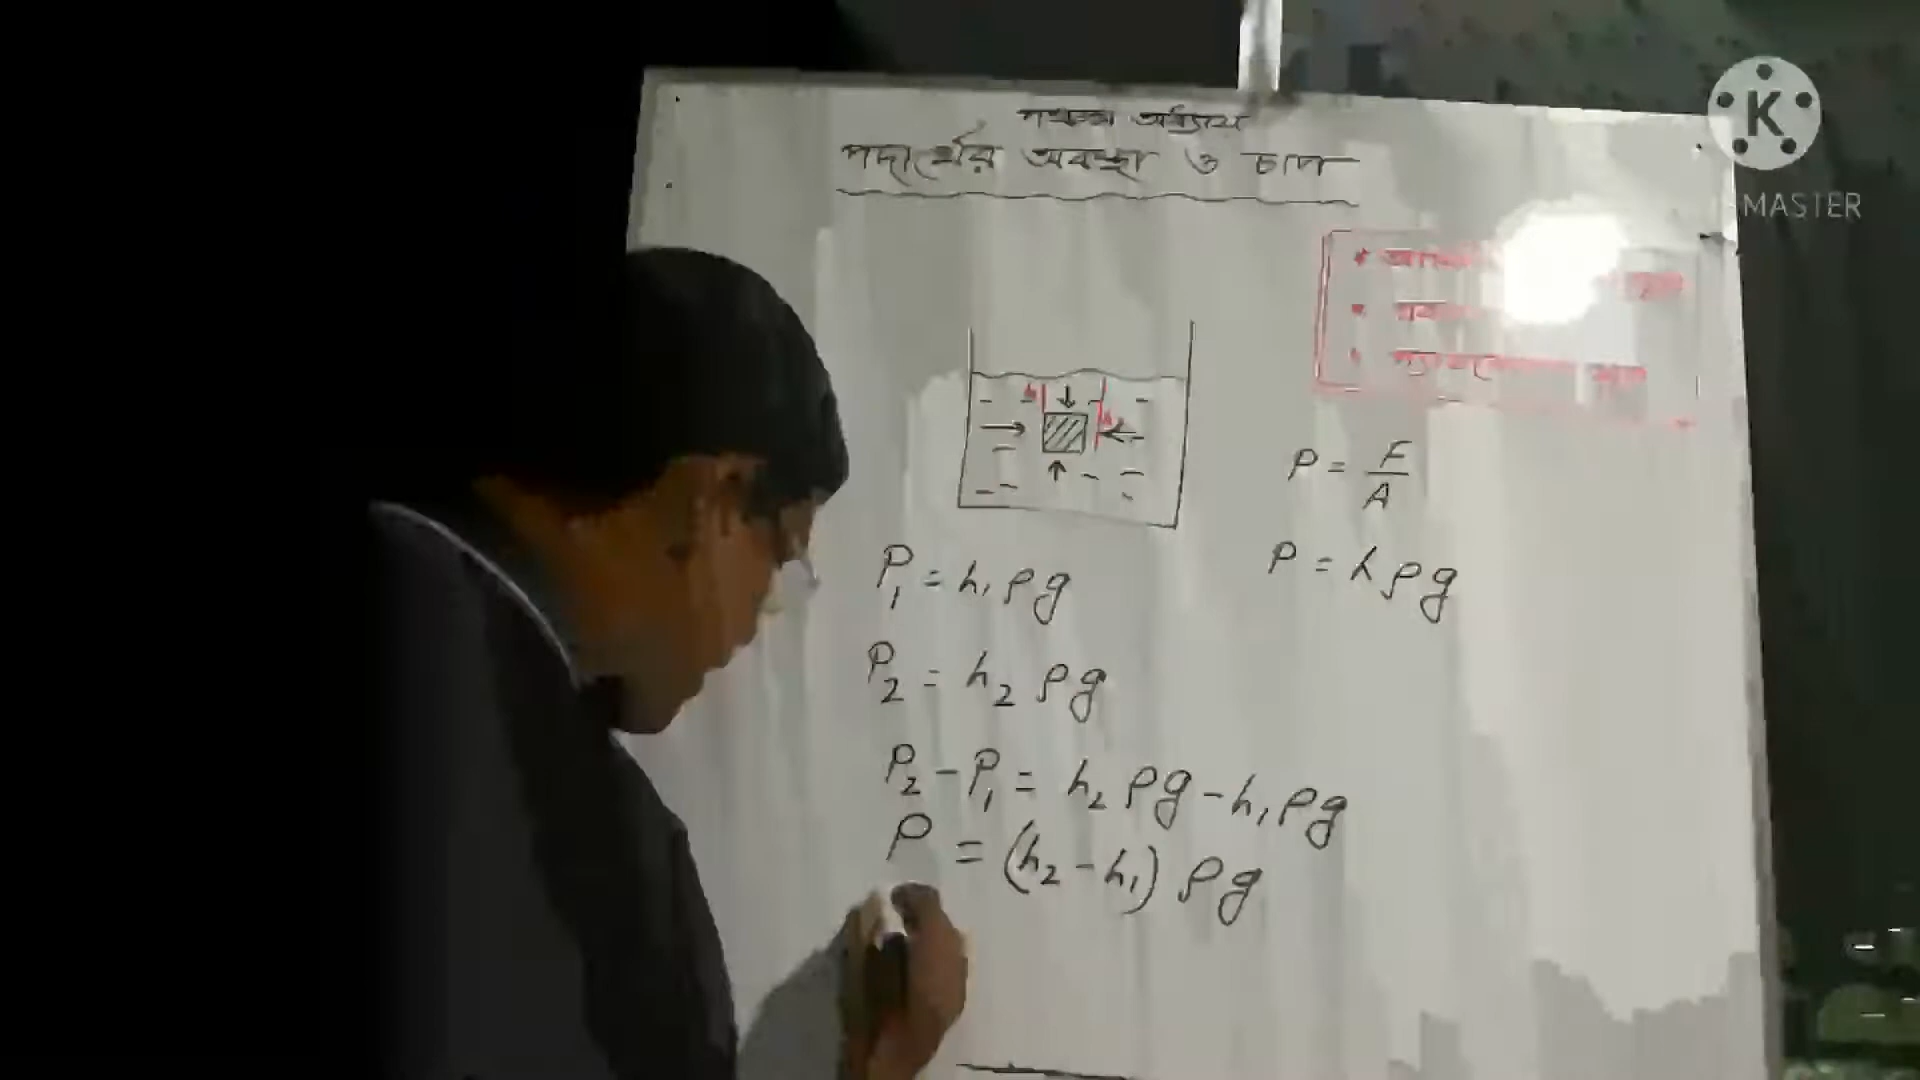 পঞ্চম অধ্যায়
পদার্থের অবস্থা ও চাপ
K
MASTER
P = F/A
P = hρg
P₁ = h₁ρg
P₂ = h₂ρg
P₂ - P₁ = h₂ρg - h₁ρg
P = (h₂ - h₁)ρg